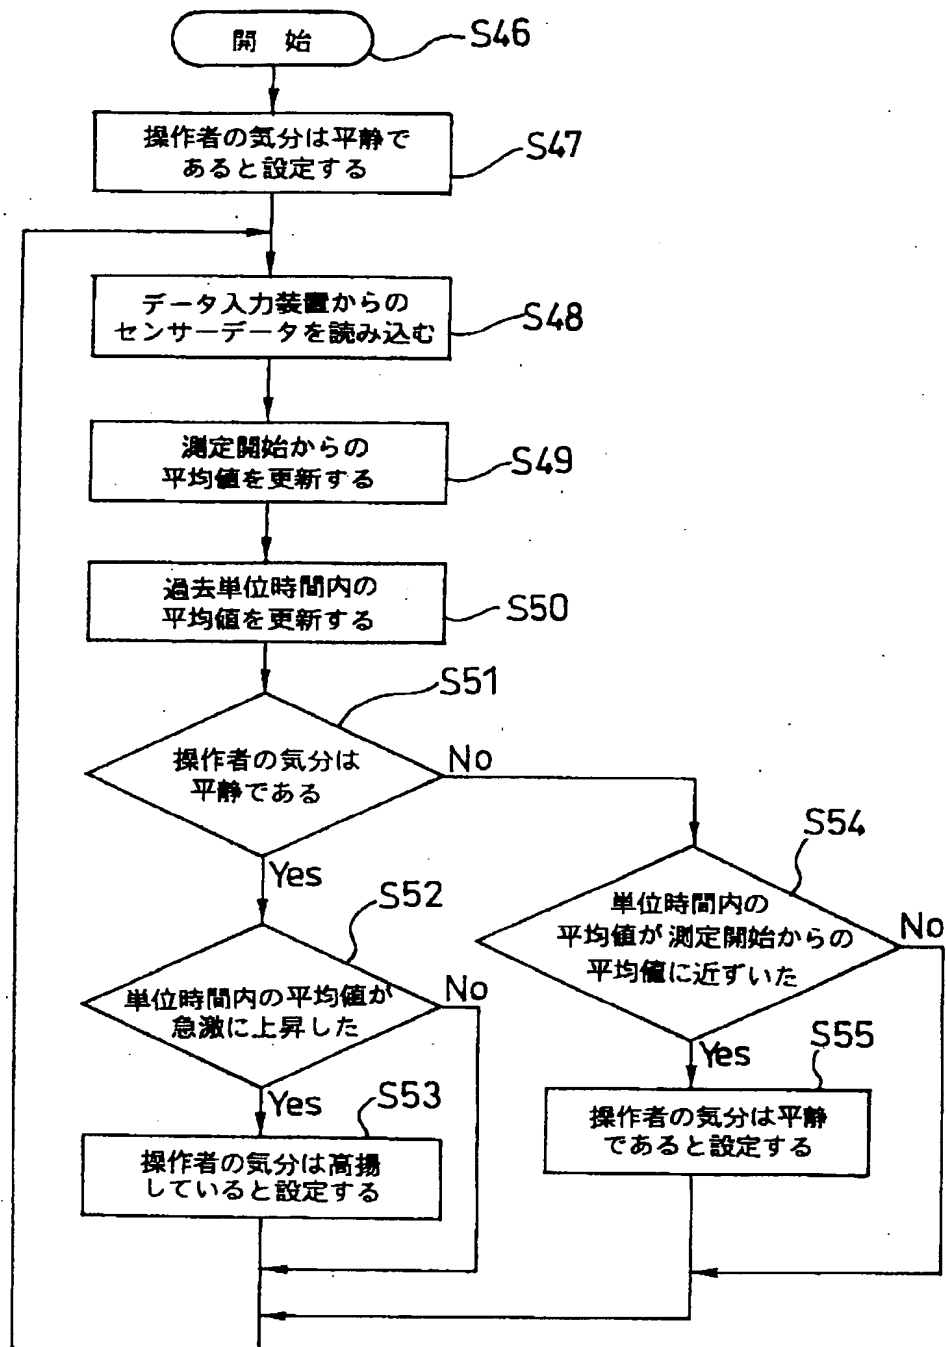 開 始
S46
操作者の気分は平静で
あると設定する
S47
データ入力装置からの
センサーデータを読み込む
S48
測定開始からの
平均値を更新する
S49
過去単位時間内の
平均値を更新する
S50
S51
操作者の気分は
平静である
No
Yes
S52
単位時間内の平均値が
急激に上昇した
No
Yes
S53
操作者の気分は高揚
していると設定する
S54
単位時間内の
平均値が測定開始からの
平均値に近ずいた
No
Yes
S55
操作者の気分は平静
であると設定する